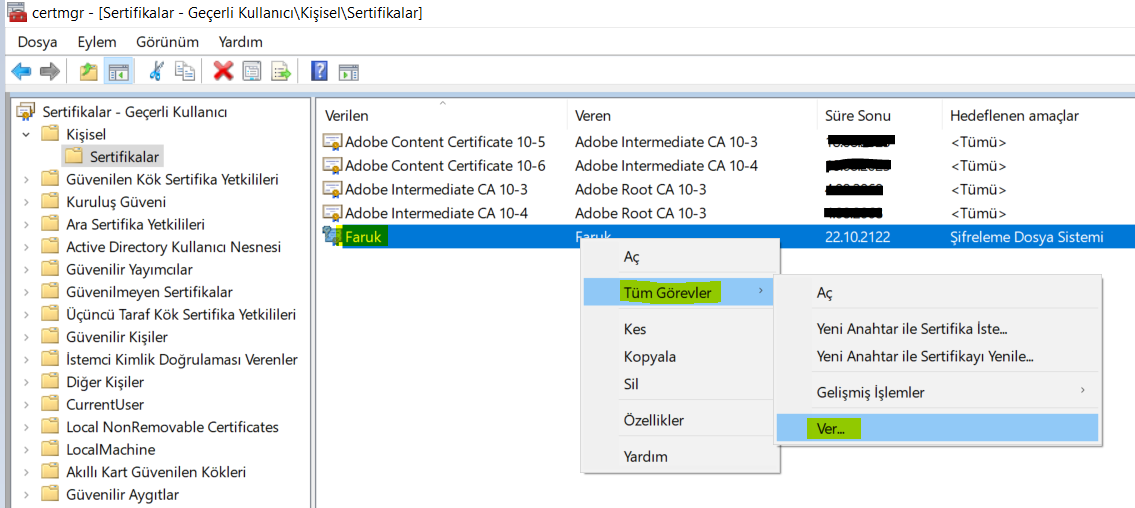 certmgr - [Sertifikalar - Geçerli Kullanıcı\Kişisel\Sertifikalar]
Dosya Eylem Görünüm Yardım
Sertifikalar - Geçerli Kullanıcı
Kişisel
Sertifikalar
Güvenilen Kök Sertifika Yetkilileri
Kuruluş Güveni
Ara Sertifika Yetkilileri
Active Directory Kullanıcı Nesnesi
Güvenilir Yayımcılar
Güvenilmeyen Sertifikalar
Üçüncü Taraf Kök Sertifika Yetkilileri
Güvenilir Kişiler
İstemci Kimlik Doğrulaması Verenler
Diğer Kişiler
CurrentUser
Local NonRemovable Certificates
LocalMachine
Akıllı Kart Güvenilen Kökleri
Güvenilir Aygıtlar
Verilen Veren Süre Sonu Hedeflenen amaçlar
Adobe Content Certificate 10-5 Adobe Intermediate CA 10-3 <Tümü>
Adobe Content Certificate 10-6 Adobe Intermediate CA 10-4 <Tümü>
Adobe Intermediate CA 10-3 Adobe Root CA 10-3 <Tümü>
Adobe Intermediate CA 10-4 Adobe Root CA 10-3 <Tümü>
Faruk Faruk 22.10.2122 Şifreleme Dosya Sistemi
Aç
Tüm Görevler
Kes
Kopyala
Sil
Özellikler
Yardım
Aç
Yeni Anahtar ile Sertifika İste...
Yeni Anahtar ile Sertifikayı Yenile...
Gelişmiş İşlemler
Ver...